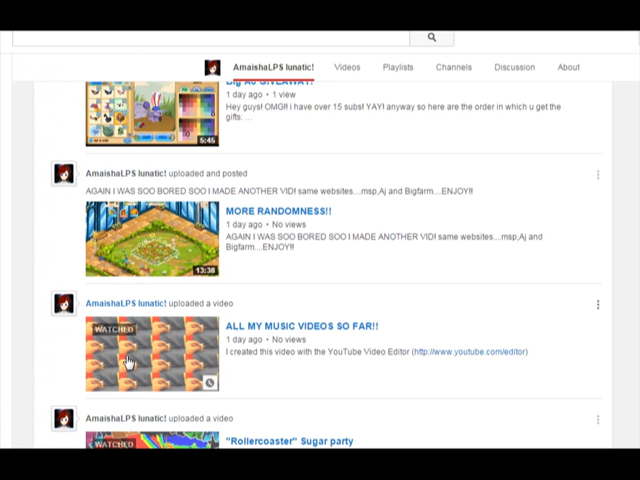 AmaishaLPS lunatic! Videos Playlists Channels Discussion About
Big AJ GIVEAWAY!
1 day ago • 1 view
Hey guys! OMG!! i have over 15 subs! YAY! anyway so here are the order in which u get the
gifts: ...
5:45
AmaishaLPS lunatic! uploaded and posted
AGAIN I WAS SOO BORED SOO I MADE ANOTHER VID! same websites....msp,Aj and Bigfarm....ENJOY!!
MORE RANDOMNESS!!
1 day ago • No views
AGAIN I WAS SOO BORED SOO I MADE ANOTHER VID! same websites....msp,Aj and
Bigfarm....ENJOY!!
13:38
AmaishaLPS lunatic! uploaded a video
WATCHED
ALL MY MUSIC VIDEOS SO FAR!!
1 day ago • No views
I created this video with the YouTube Video Editor (http://www.youtube.com/editor)
AmaishaLPS lunatic! uploaded a video
WATCHED
"Rollercoaster" Sugar party